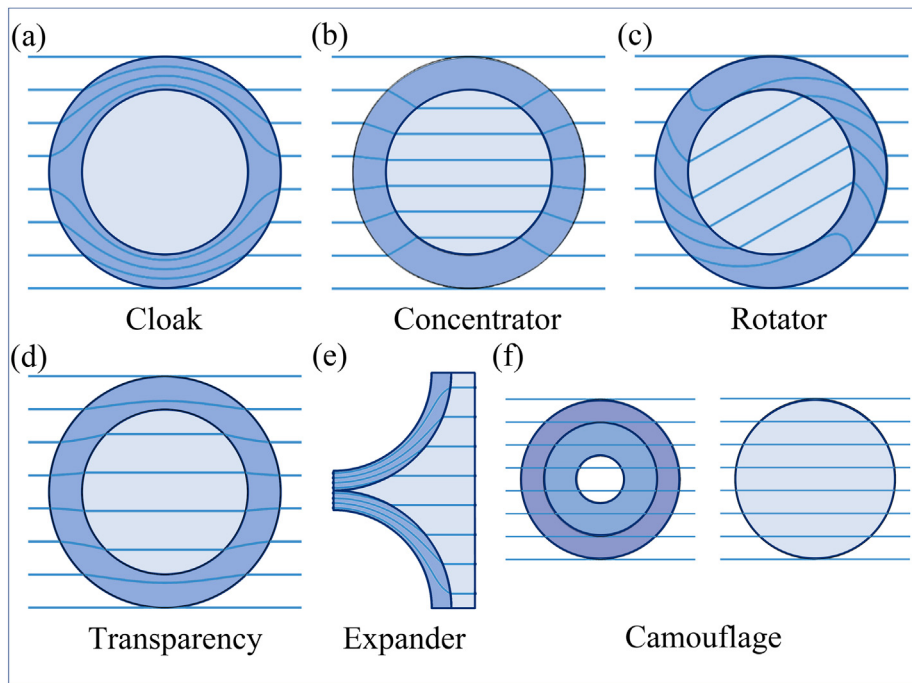 (a)
(b)
(c)
Cloak
Concentrator
Rotator
(d)
(e)
(f)
Transparency
Expander
Camouflage